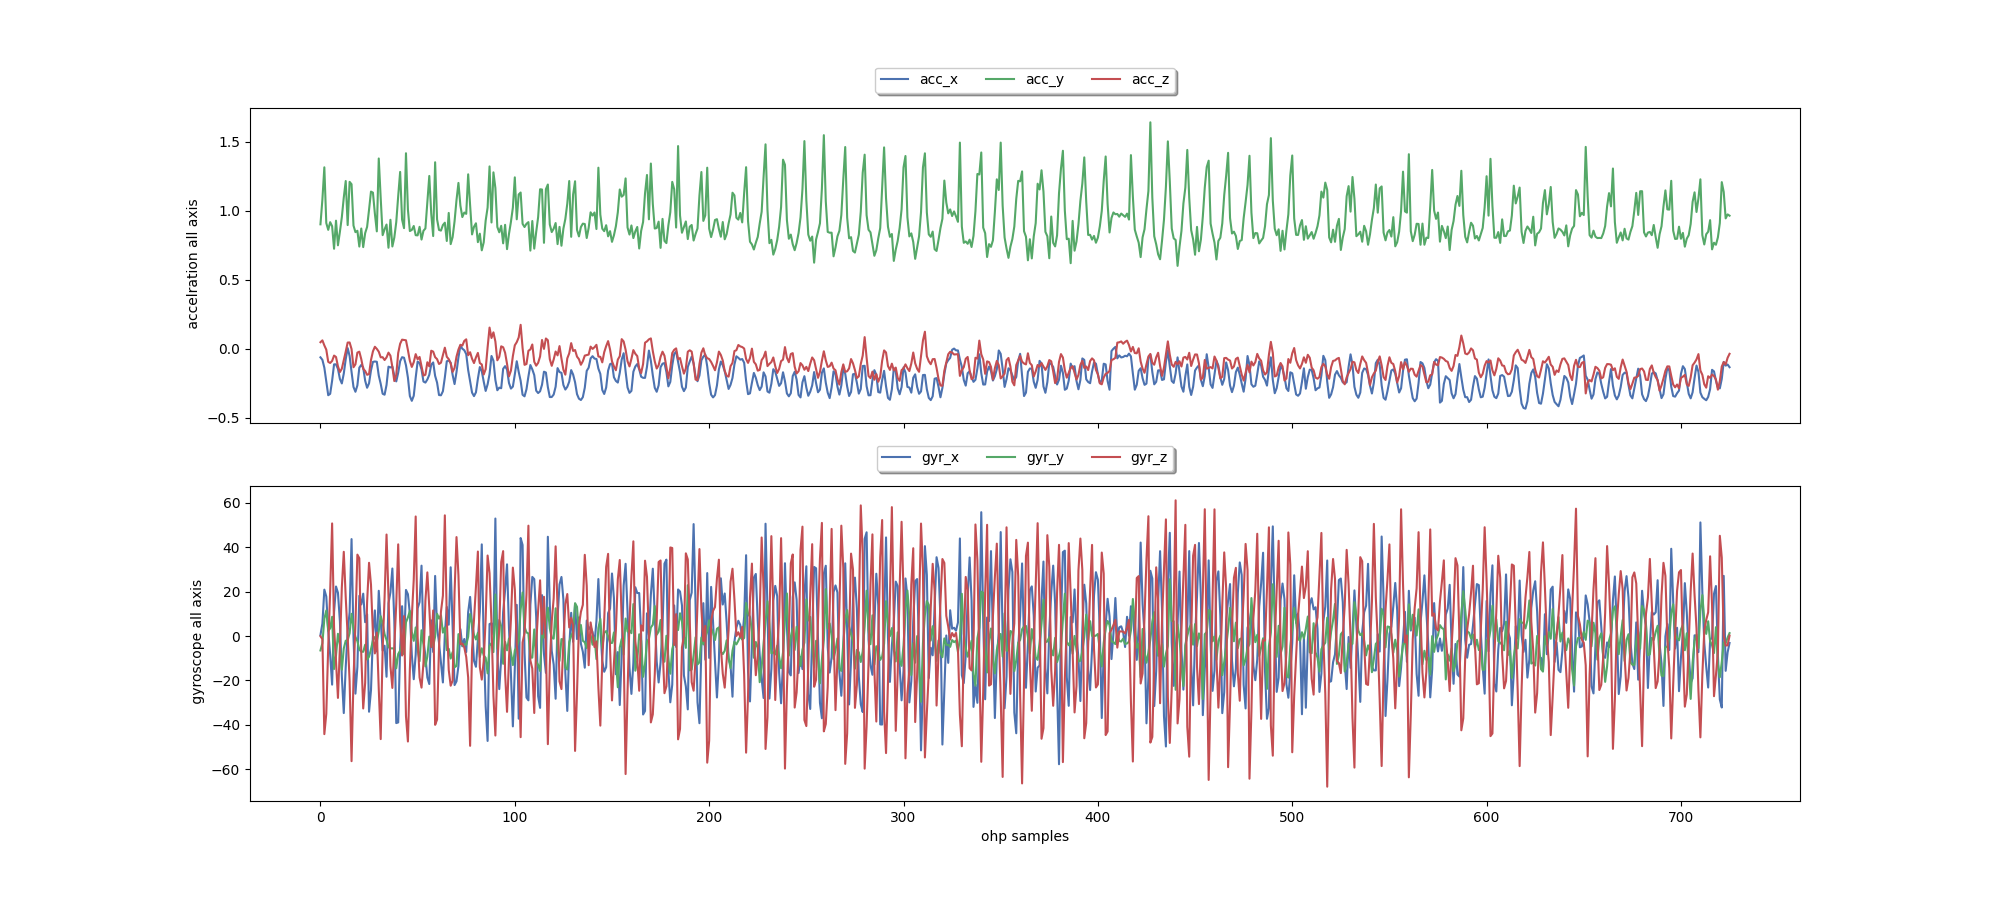 acc_x acc_y acc_z
accelration all axis
1.5
1.0
0.5
0.0
−0.5
gyr_x gyr_y gyr_z
gyroscope all axis
60
40
20
0
−20
−40
−60
0 100 200 300 400 500 600 700
ohp samples